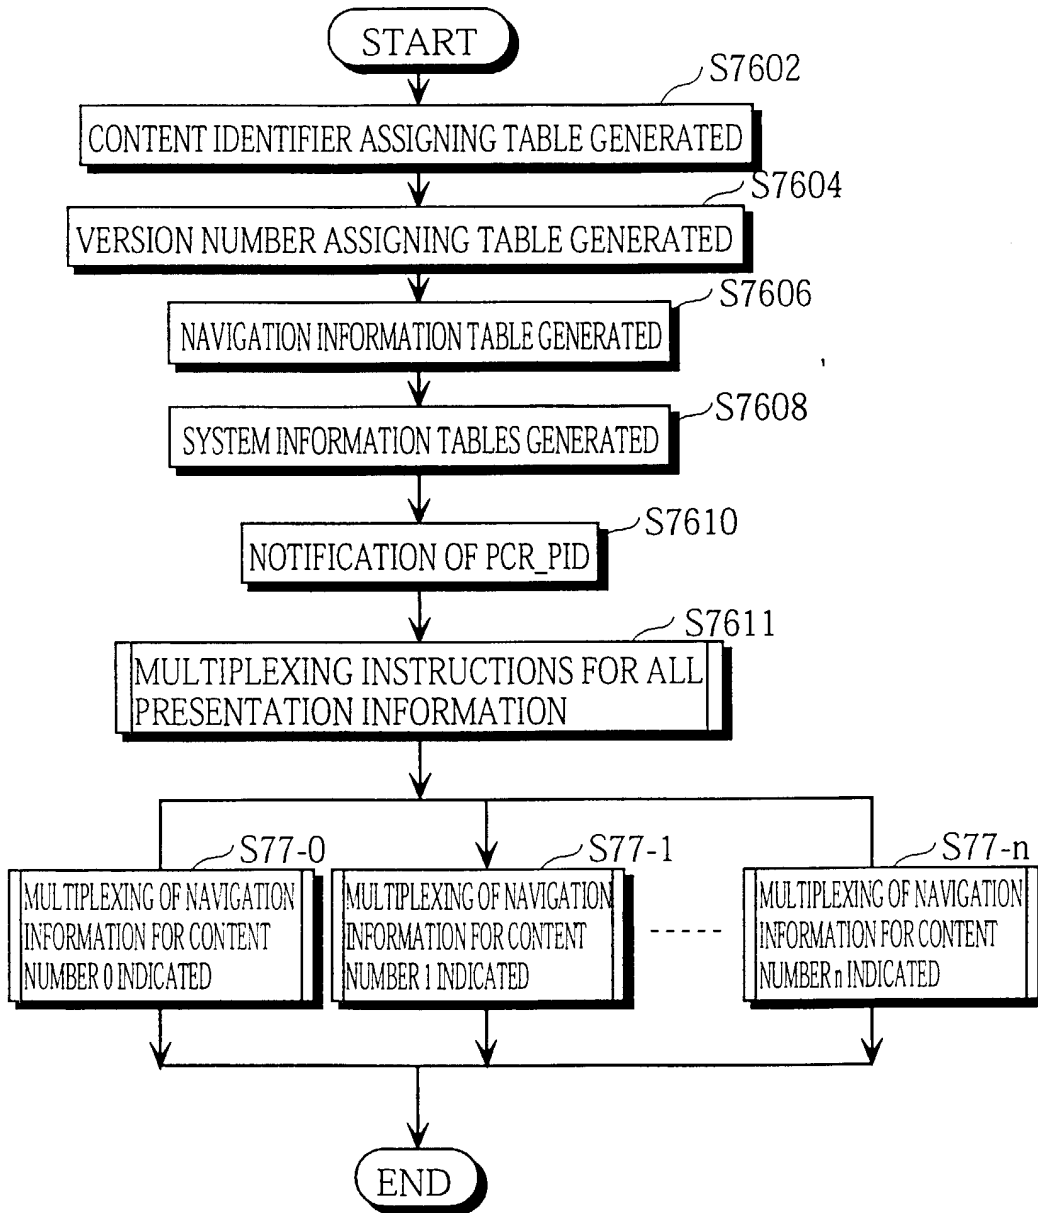 START
S7602
CONTENT IDENTIFIER ASSIGNING TABLE GENERATED
S7604
VERSION NUMBER ASSIGNING TABLE GENERATED
S7606
NAVIGATION INFORMATION TABLE GENERATED
S7608
SYSTEM INFORMATION TABLES GENERATED
S7610
NOTIFICATION OF PCR_PID
S7611
MULTIPLEXING INSTRUCTIONS FOR ALL
PRESENTATION INFORMATION
S77-0
MULTIPLEXING OF NAVIGATION
INFORMATION FOR CONTENT
NUMBER 0 INDICATED
S77-1
MULTIPLEXING OF NAVIGATION
INFORMATION FOR CONTENT
NUMBER 1 INDICATED
S77-n
MULTIPLEXING OF NAVIGATION
INFORMATION FOR CONTENT
NUMBER n INDICATED
END